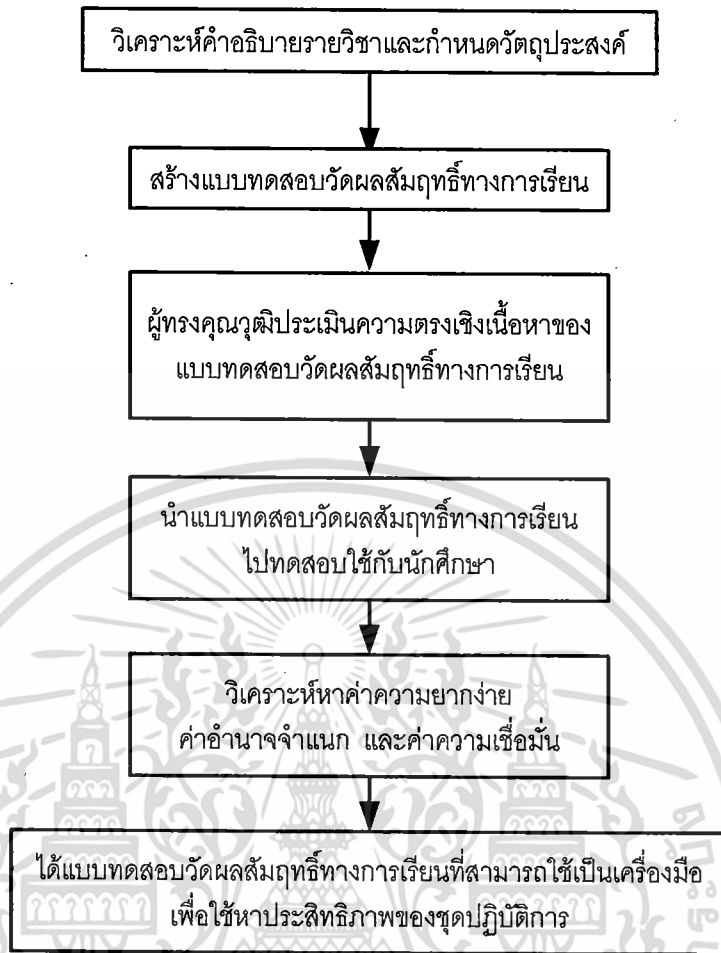 วิเคราะห์คำอธิบายรายวิชาและกำหนดวัตถุประสงค์
สร้างแบบทดสอบวัดผลสัมฤทธิ์ทางการเรียน
ผู้ทรงคุณวุฒิประเมินความตรงเชิงเนื้อหาของ
แบบทดสอบวัดผลสัมฤทธิ์ทางการเรียน
นำแบบทดสอบวัดผลสัมฤทธิ์ทางการเรียน
ไปทดสอบใช้กับนักศึกษา
วิเคราะห์หาค่าความยากง่าย
ค่าอำนาจจำแนก และค่าความเชื่อมั่น
ได้แบบทดสอบวัดผลสัมฤทธิ์ทางการเรียนที่สามารถใช้เป็นเครื่องมือ
เพื่อใช้หาประสิทธิภาพของชุดปฏิบัติการ